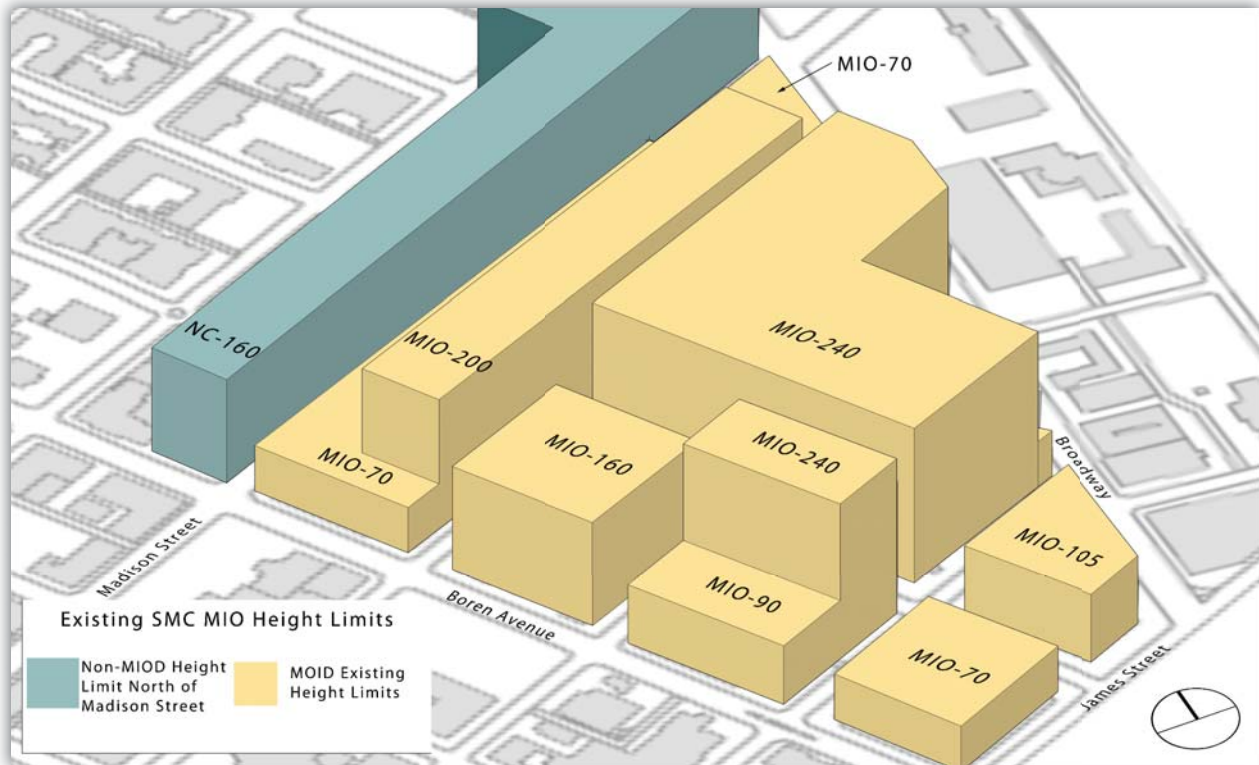 MIO-70
NC-160
MIO-200
MIO-240
MIO-70
MIO-160
MIO-240
Broadway
MIO-105
MIO-90
MIO-70
Madison Street
Boren Avenue
James Street
Existing SMC MIO Height Limits
Non-MIOD Height
Limit North of
Madison Street
MOID Existing
Height Limits